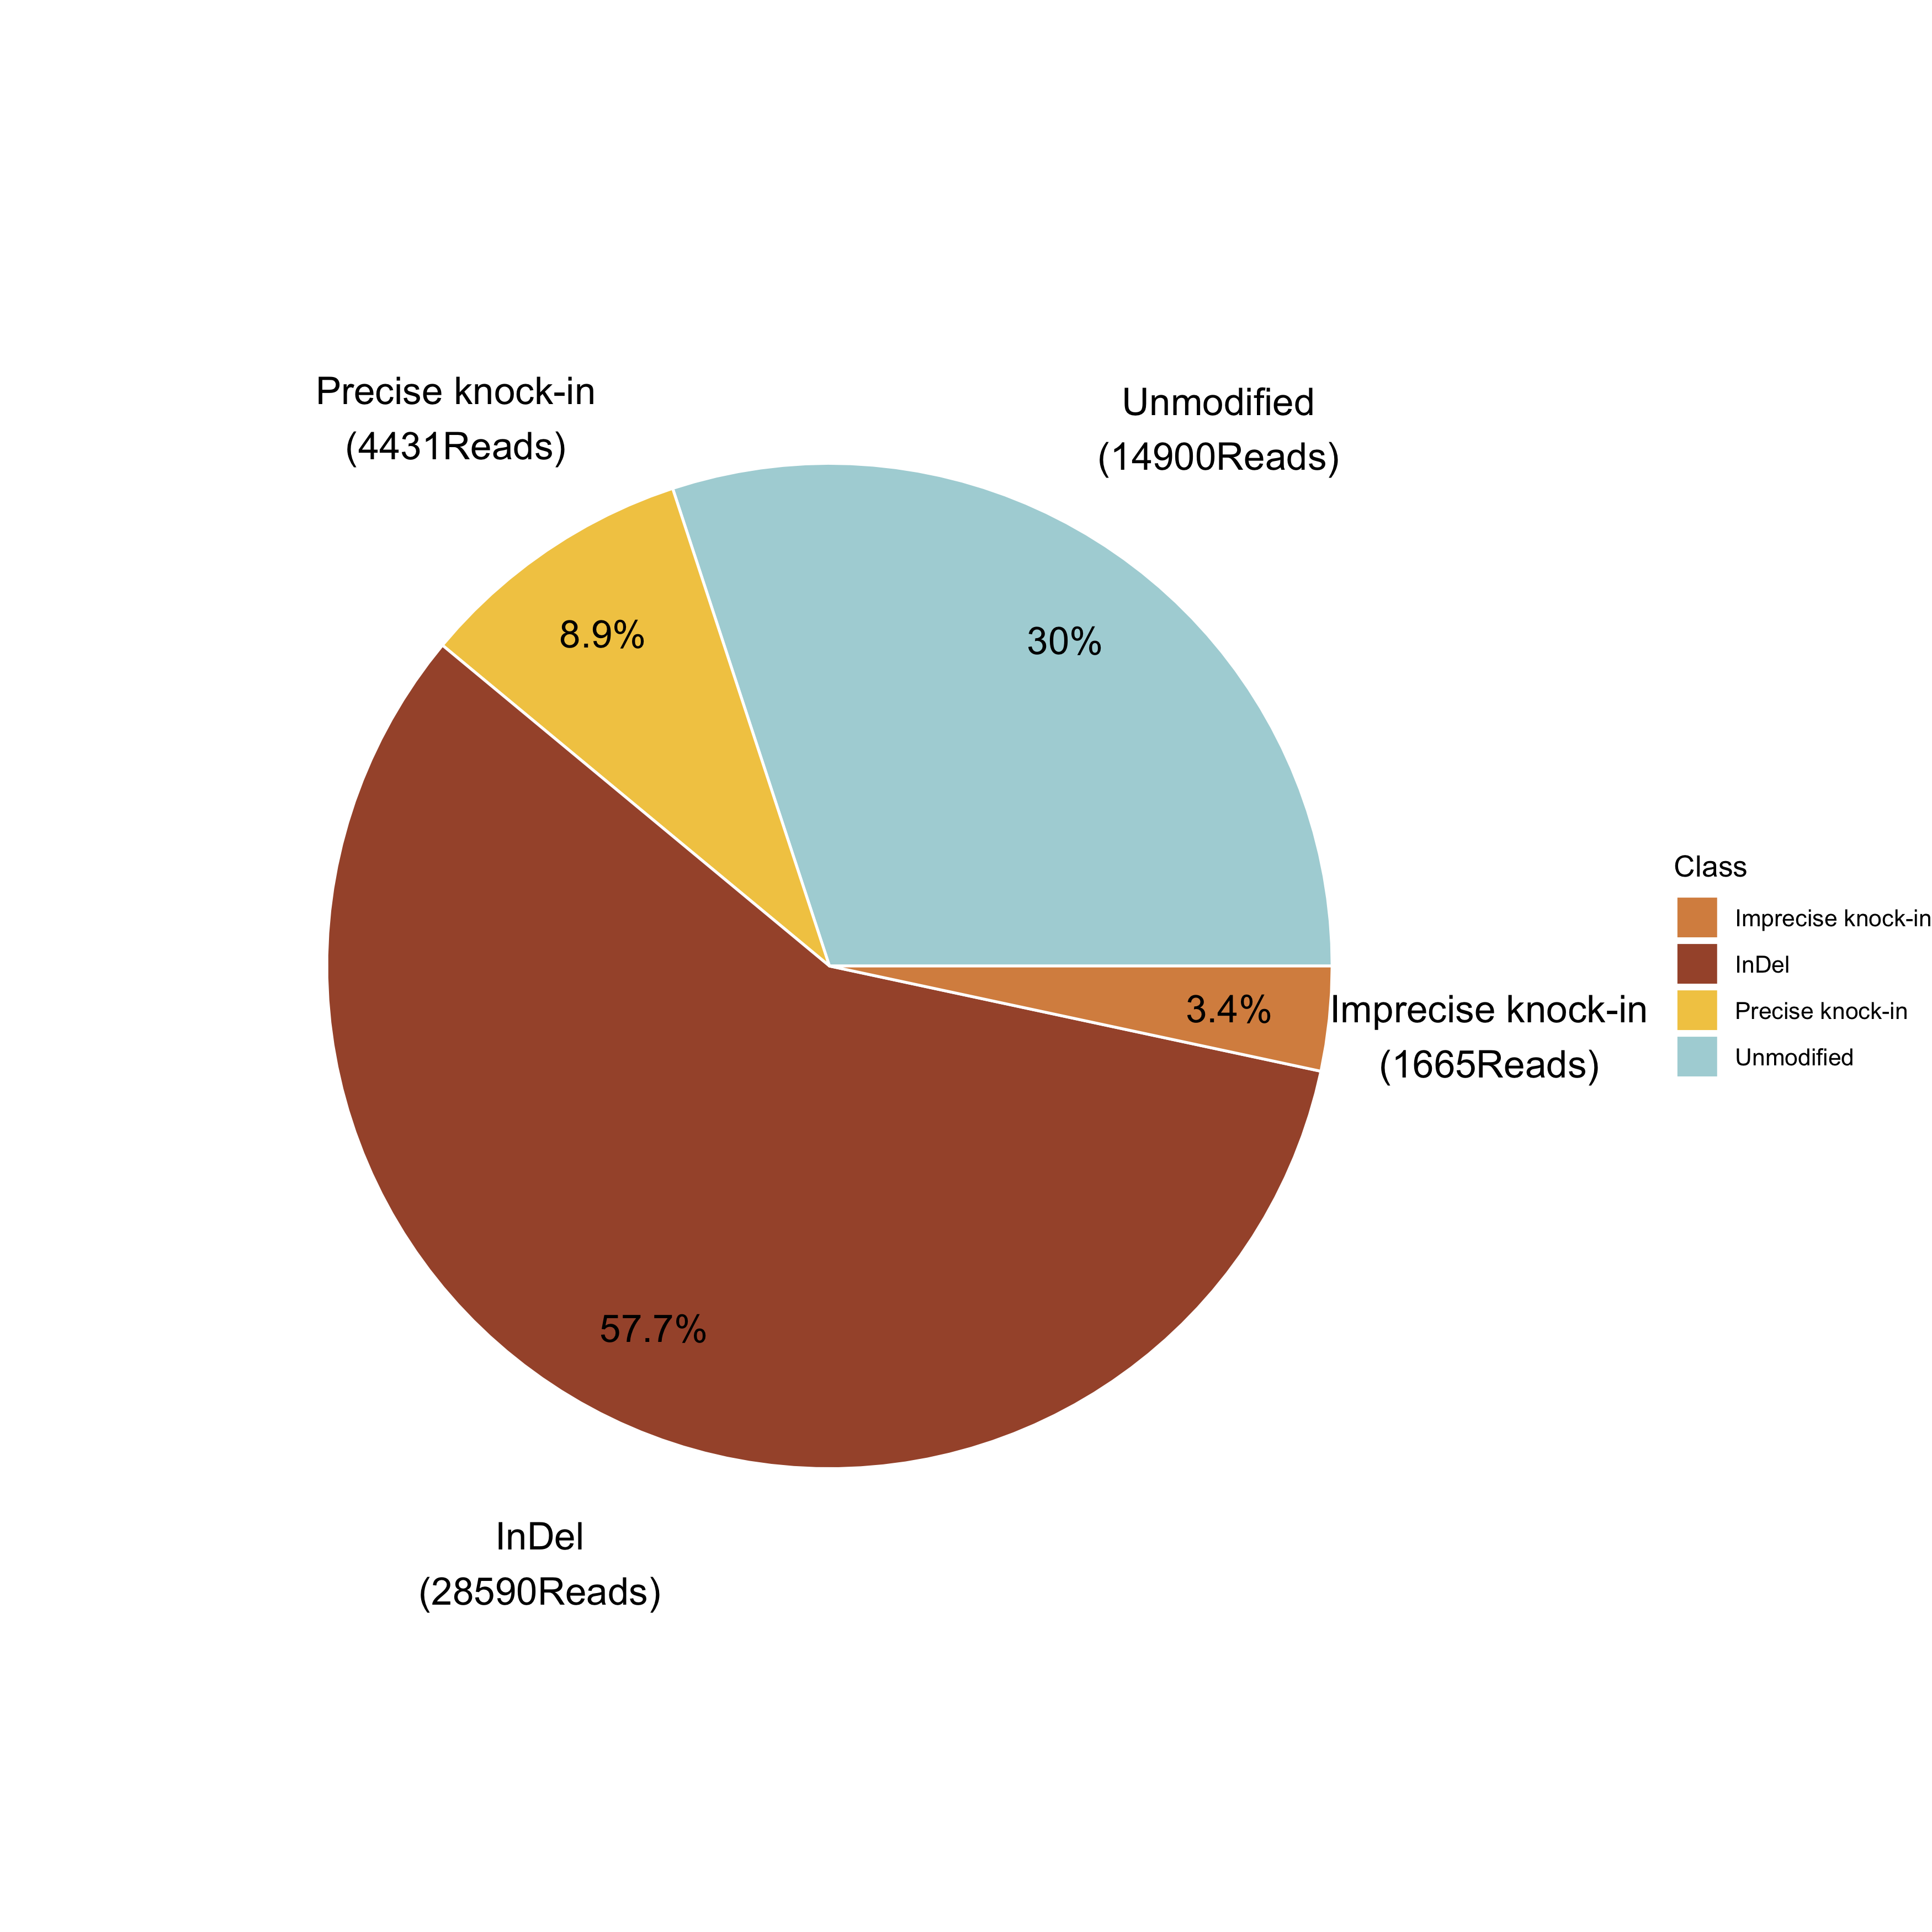 Precise knock-in
(4431Reads)
Unmodified
(14900Reads)
8.9%
30%
Class
Imprecise knock-in
InDel
Precise knock-in
Unmodified
3.4%
Imprecise knock-in
(1665Reads)
57.7%
InDel
(28590Reads)